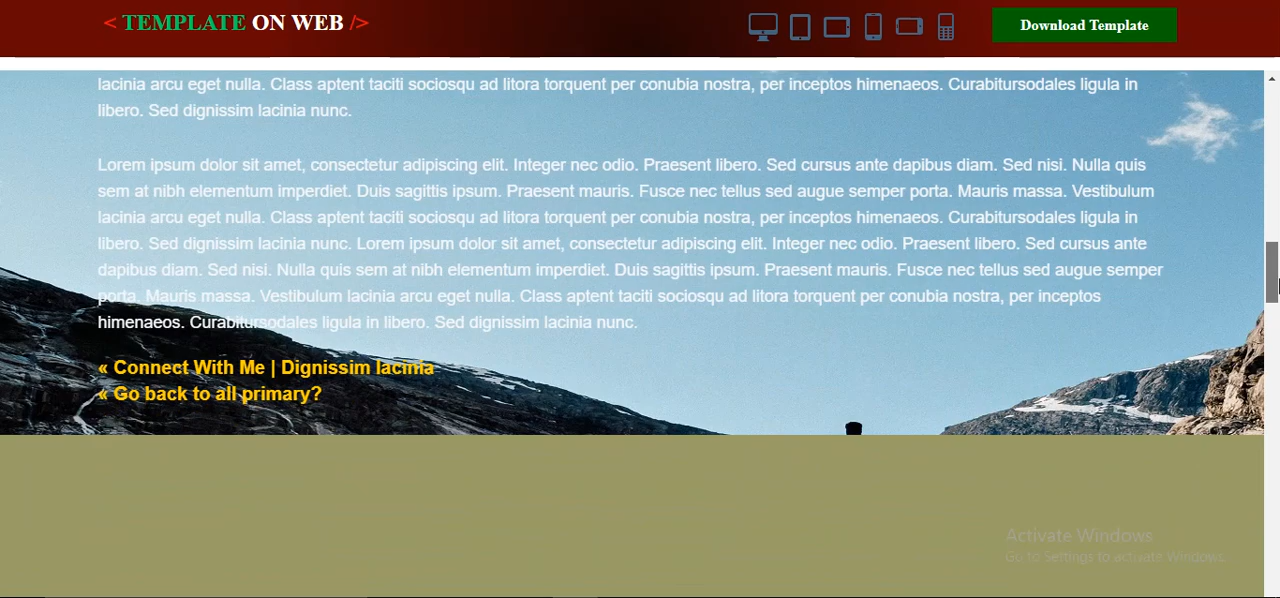 < TEMPLATE ON WEB />
Download Template
lacinia arcu eget nulla. Class aptent taciti sociosqu ad litora torquent per conubia nostra, per inceptos himenaeos. Curabitursodales ligula in
libero. Sed dignissim lacinia nunc.
Lorem ipsum dolor sit amet, consectetur adipiscing elit. Integer nec odio. Praesent libero. Sed cursus ante dapibus diam. Sed nisi. Nulla quis
sem at nibh elementum imperdiet. Duis sagittis ipsum. Praesent mauris. Fusce nec tellus sed augue semper porta. Mauris massa. Vestibulum
lacinia arcu eget nulla. Class aptent taciti sociosqu ad litora torquent per conubia nostra, per inceptos himenaeos. Curabitursodales ligula in
libero. Sed dignissim lacinia nunc. Lorem ipsum dolor sit amet, consectetur adipiscing elit. Integer nec odio. Praesent libero. Sed cursus ante
dapibus diam. Sed nisi. Nulla quis sem at nibh elementum imperdiet. Duis sagittis ipsum. Praesent mauris. Fusce nec tellus sed augue semper
porta. Mauris massa. Vestibulum lacinia arcu eget nulla. Class aptent taciti sociosqu ad litora torquent per conubia nostra, per inceptos
himenaeos. Curabitursodales ligula in libero. Sed dignissim lacinia nunc.
« Connect With Me | Dignissim lacinia
« Go back to all primary?
Activate Windows
Go to Settings to activate Windows.